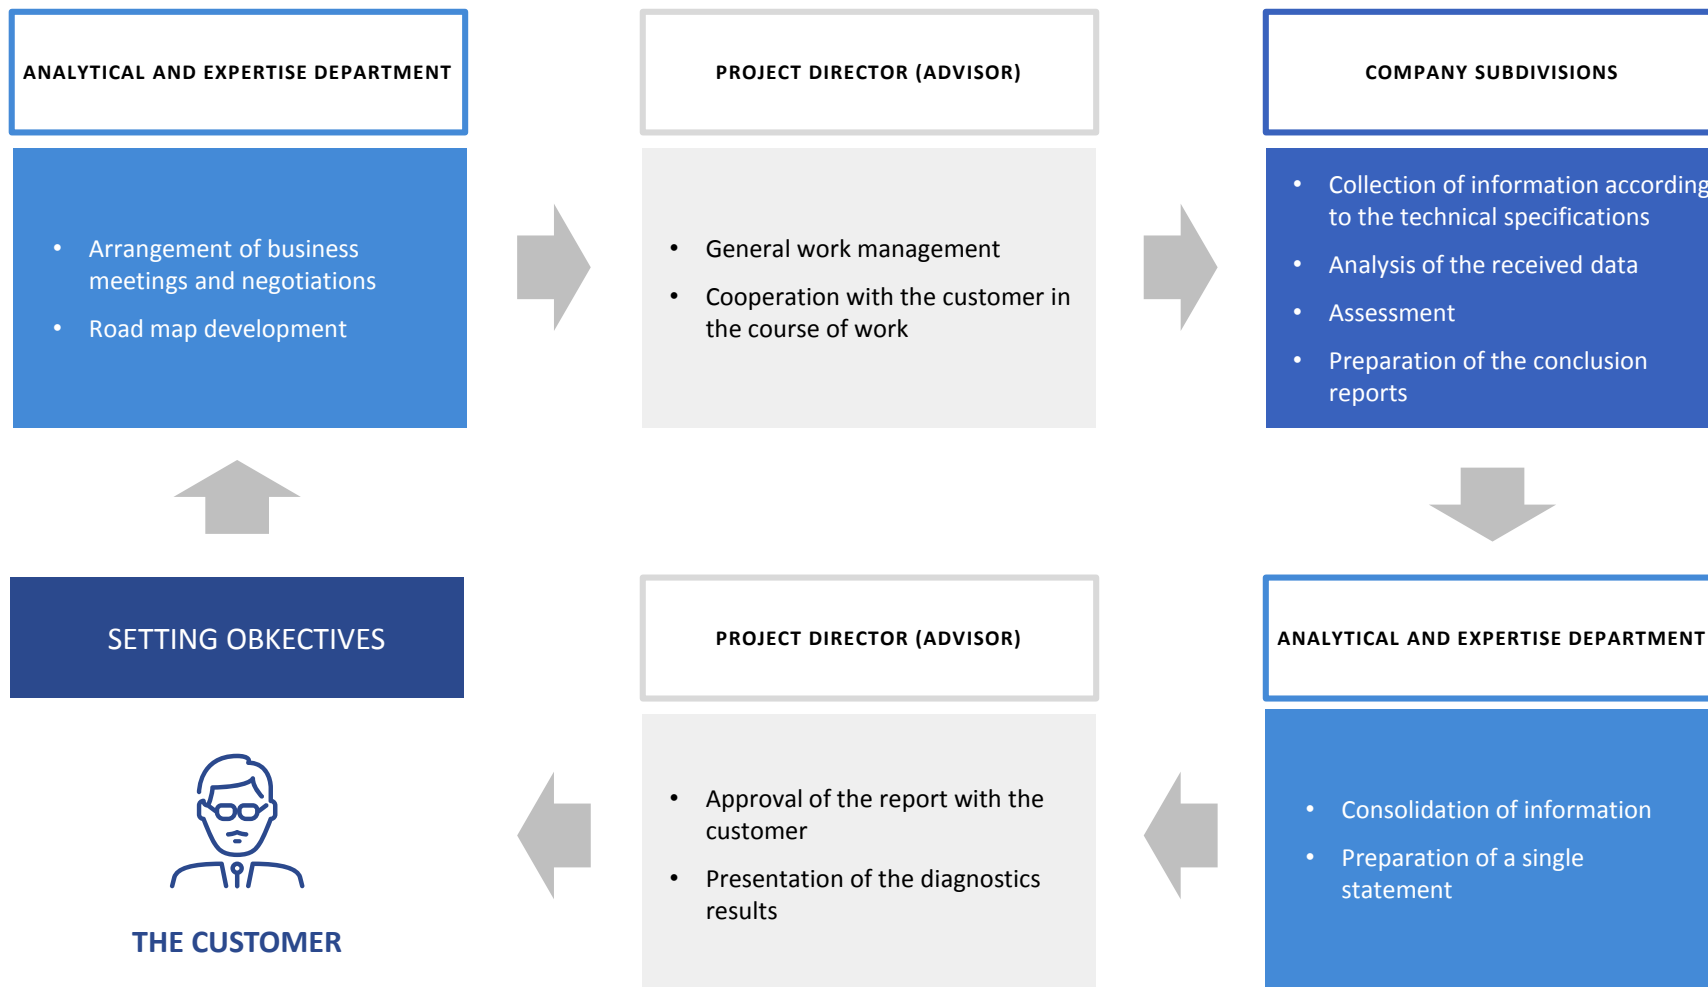 ANALYTICAL AND EXPERTISE DEPARTMENT
• Arrangement of business
meetings and negotiations
• Road map development
PROJECT DIRECTOR (ADVISOR)
• General work management
• Cooperation with the customer in
the course of work
COMPANY SUBDIVISIONS
• Collection of information according
to the technical specifications
• Analysis of the received data
• Assessment
• Preparation of the conclusion
reports
SETTING OBKECTIVES
THE CUSTOMER
PROJECT DIRECTOR (ADVISOR)
• Approval of the report with the
customer
• Presentation of the diagnostics
results
ANALYTICAL AND EXPERTISE DEPARTMENT
• Consolidation of information
• Preparation of a single
statement